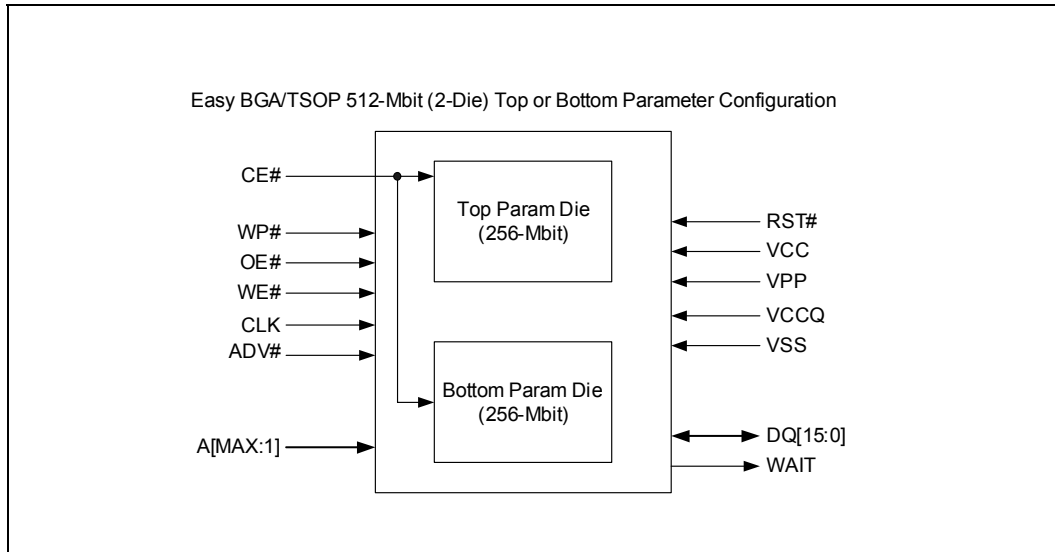 Easy BGA/TSOP 512-Mbit (2-Die) Top or Bottom Parameter Configuration
CE#
WP#
OE#
WE#
CLK
ADV#
A[MAX:1]
Top Param Die
(256-Mbit)
Bottom Param Die
(256-Mbit)
RST#
VCC
VPP
VCCQ
VSS
DQ[15:0]
WAIT